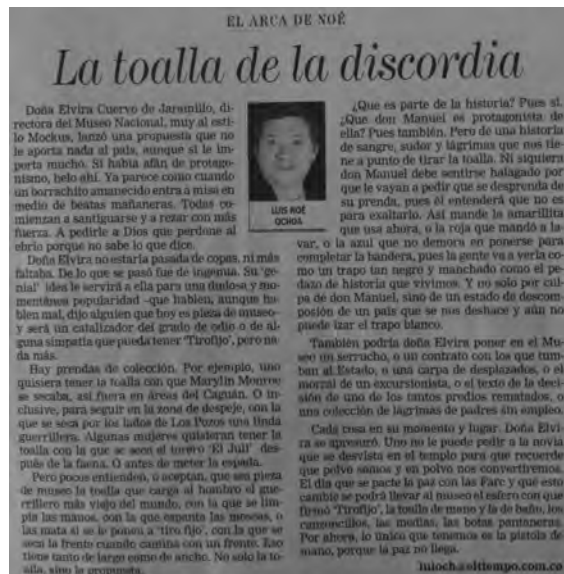 EL ARCA DE NOÉ
La toalla de la discordia
Doña Elvira Cuervo de Jaramillo, di-
rectora del Museo Nacional, muy al esti-
lo Mockus, lanzó una propuesta que no
le aporta nada al país, aunque sí le im-
porta mucho. Si había afán de protago-
nismo, helo ahí. Ya parece como cuando
un borrachito amanecido entra a misa en
medio de beatas mañaneras. Todas co-
mienzan a santiguarse y a rezar con más
fuerza. A pedirle a Dios que perdone al
ebrio porque no sabe lo que dice.
Doña Elvira no estaría pasada de copas, ni más
faltaba. De lo que se pasó fue de ingenua. Su 'ge-
nial' idea le servirá a ella para una dudosa y mo-
mentánea popularidad –que hablen, aunque ha-
blen mal, dijo alguien que hoy es pieza de museo–
y será un catalizador del grado de odio o de al-
guna simpatía que pueda tener 'Tirofijo', pero na-
da más.
Hay prendas de colección. Por ejemplo, uno
quisiera tener la toalla con que Marylin Monroe
se secaba, así fuera en áreas del Caguán. O in-
clusive, para seguir en la zona de despeje, con la
que se seca por los lados de Los Pozos una linda
guerrillera. Algunas mujeres quisieran tener la
toalla con la que se secó el torero 'El Juli' des-
pués de la faena. O antes de meter la espada.
Pero pocos entienden, o aceptan, que sea pieza
de museo la toalla que carga al hombro el gue-
rrillero más viejo del mundo, con la que se lim-
pia las manos, con la que espanta las moscas, o
las mata si se le ponen a 'tiro fijo', con la que se
seca la frente cuando camina con un frente. Eso
tiene tanto de largo como de ancho. No solo la
toalla, sino la propuesta.
LUIS NOÉ
OCHOA
¿Que es parte de la historia? Pues sí.
¿Que don Manuel es protagonista de
ella? Pues también. Pero de una historia
de sangre, sudor y lágrimas que nos tie-
ne a punto de tirar la toalla. Ni siquiera
don Manuel debe sentirse halagado por
que le vayan a pedir que se desprenda de
su prenda, pues él entenderá que no es
para exaltarlo. Así mande la amarillita
que usa ahora, o la roja que mandó a la-
var, o la azul que no demora en ponerse para
completar la bandera, pues la gente va a verla co-
mo un trapo tan negro y manchado como el pe-
dazo de historia que vivimos. Y no solo por cul-
pa de don Manuel, sino de un estado de descom-
posión de un país que se nos deshace y aún no
puede izar el trapo blanco.
También podría doña Elvira poner en el Mu-
seo un serrucho, o un contrato con los que tum-
ban al Estado, o una carpa de desplazados, o el
morral de un excursionista, o el texto de la deci-
sión de uno de los tantos predios rematados, o
una colección de lágrimas de padres sin empleo.
Cada cosa en su momento y lugar. Doña Elvi-
ra se apresuró. Uno no le puede pedir a la novia
que se desvista en el templo para que recuerde
que polvo somos y en polvo nos convertiremos.
El día que se pacte la paz con las Farc y que esto
cambie se podrá llevar al museo el esfero con que
firmó 'Tirofijo', la toalla de mano y la de baño, los
calzoncillos, las medias, las botas pantaneras.
Por ahora, lo único que tenemos es la pistola de
mano, porque la paz no llega.
luioch@eltiempo.com.co